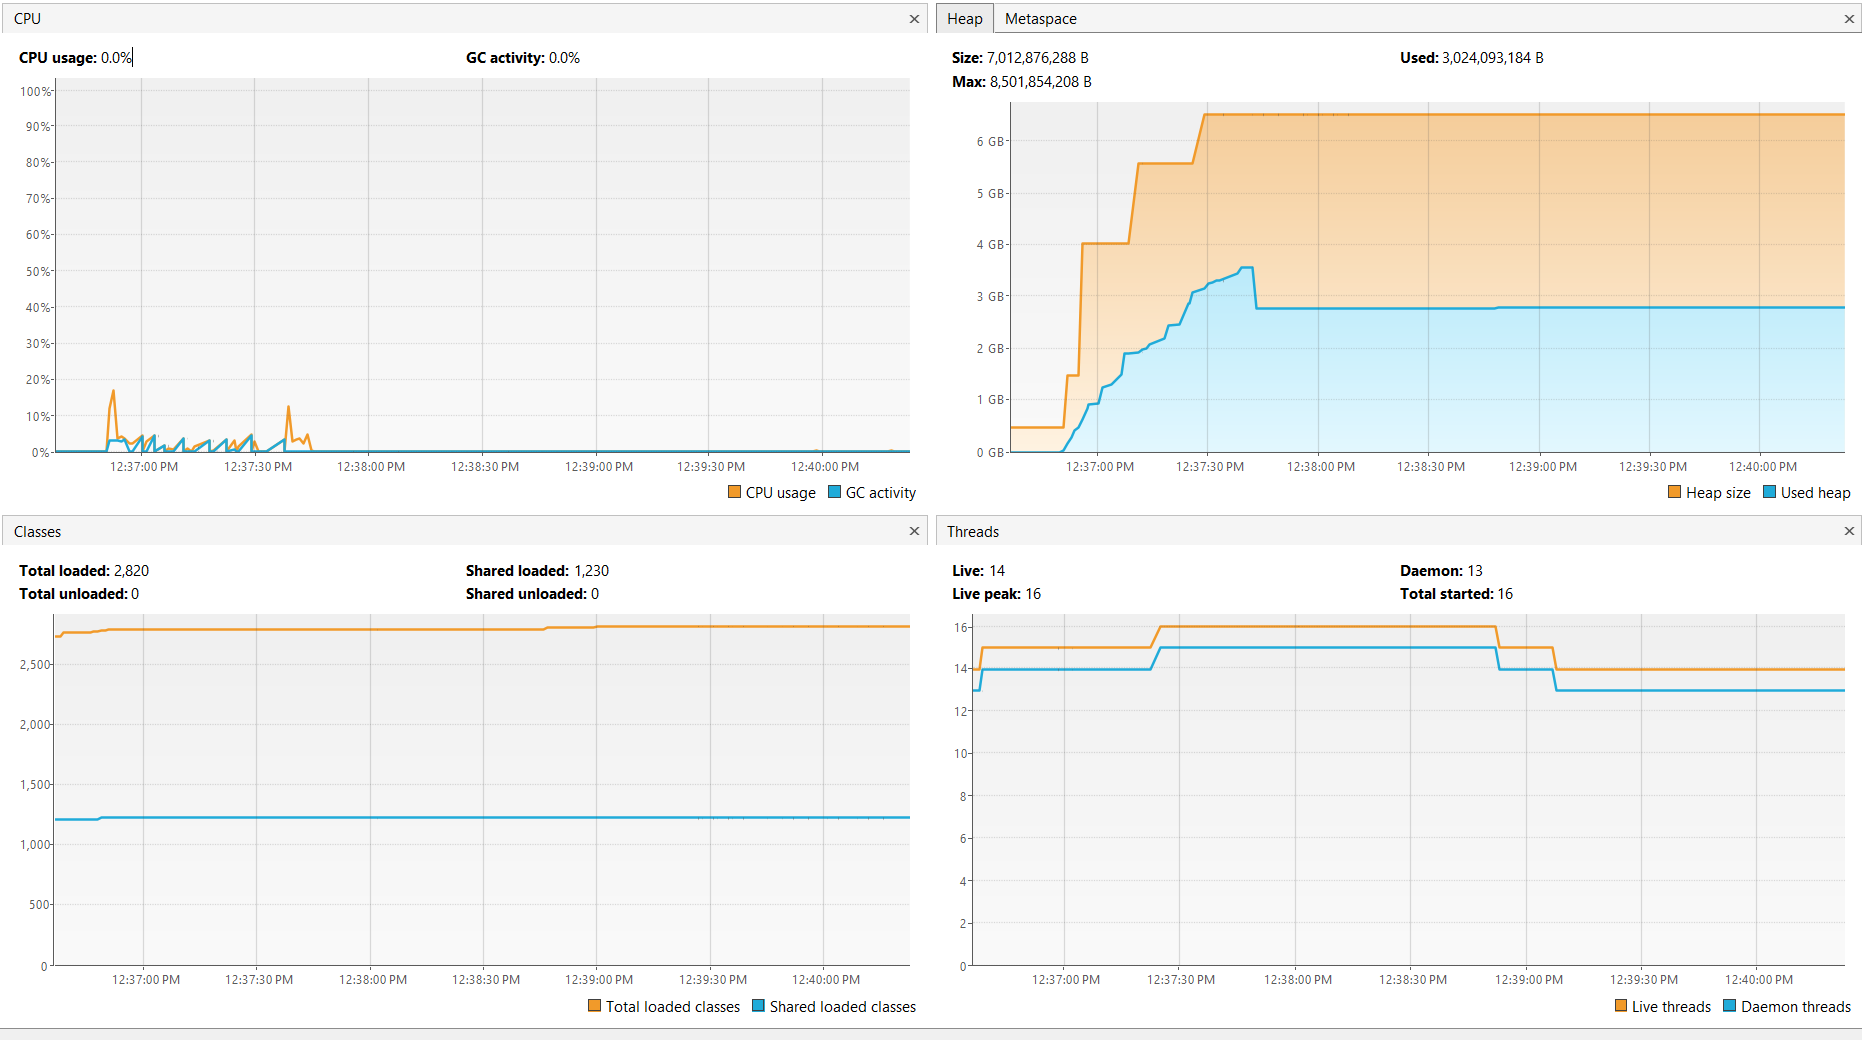 CPU
CPU usage: 0.0%
GC activity: 0.0%
100%
90%
80%
70%
60%
50%
40%
30%
20%
10%
0%
12:37:00 PM
12:37:30 PM
12:38:00 PM
12:38:30 PM
12:39:00 PM
12:39:30 PM
12:40:00 PM
CPU usage
GC activity
Heap
Metaspace
Size: 7,012,876,288 B
Used: 3,024,093,184 B
Max: 8,501,854,208 B
6 GB
5 GB
4 GB
3 GB
2 GB
1 GB
0 GB
12:37:00 PM
12:37:30 PM
12:38:00 PM
12:38:30 PM
12:39:00 PM
12:39:30 PM
12:40:00 PM
Heap size
Used heap
Classes
Total loaded: 2,820
Shared loaded: 1,230
Total unloaded: 0
Shared unloaded: 0
2,500
2,000
1,500
1,000
500
0
12:37:00 PM
12:37:30 PM
12:38:00 PM
12:38:30 PM
12:39:00 PM
12:39:30 PM
12:40:00 PM
Total loaded classes
Shared loaded classes
Threads
Live: 14
Daemon: 13
Live peak: 16
Total started: 16
16
14
12
10
8
6
4
2
0
12:37:00 PM
12:37:30 PM
12:38:00 PM
12:38:30 PM
12:39:00 PM
12:39:30 PM
12:40:00 PM
Live threads
Daemon threads